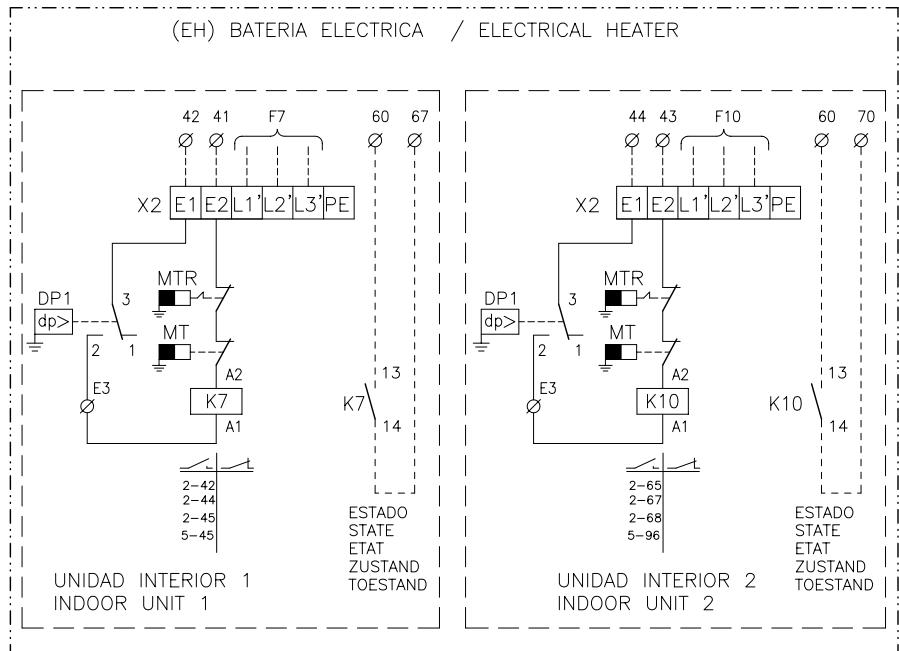 (EH) BATERIA ELECTRICA / ELECTRICAL HEATER
42 41 F7 60 67
X2 E1 E2 L1' L2' L3' PE
MTR
DP1
3
dp>
MT
2 1
A2
E3
K7
13
K7
A1
14
2-42
2-44
2-45
5-45
ESTADO
STATE
ETAT
ZUSTAND
TOESTAND
UNIDAD INTERIOR 1
INDOOR UNIT 1
44 43 F10 60 70
X2 E1 E2 L1' L2' L3' PE
MTR
DP1
3
dp>
MT
2 1
A2
E3
K10
13
K10
A1
14
2-65
2-67
2-68
5-96
ESTADO
STATE
ETAT
ZUSTAND
TOESTAND
UNIDAD INTERIOR 2
INDOOR UNIT 2